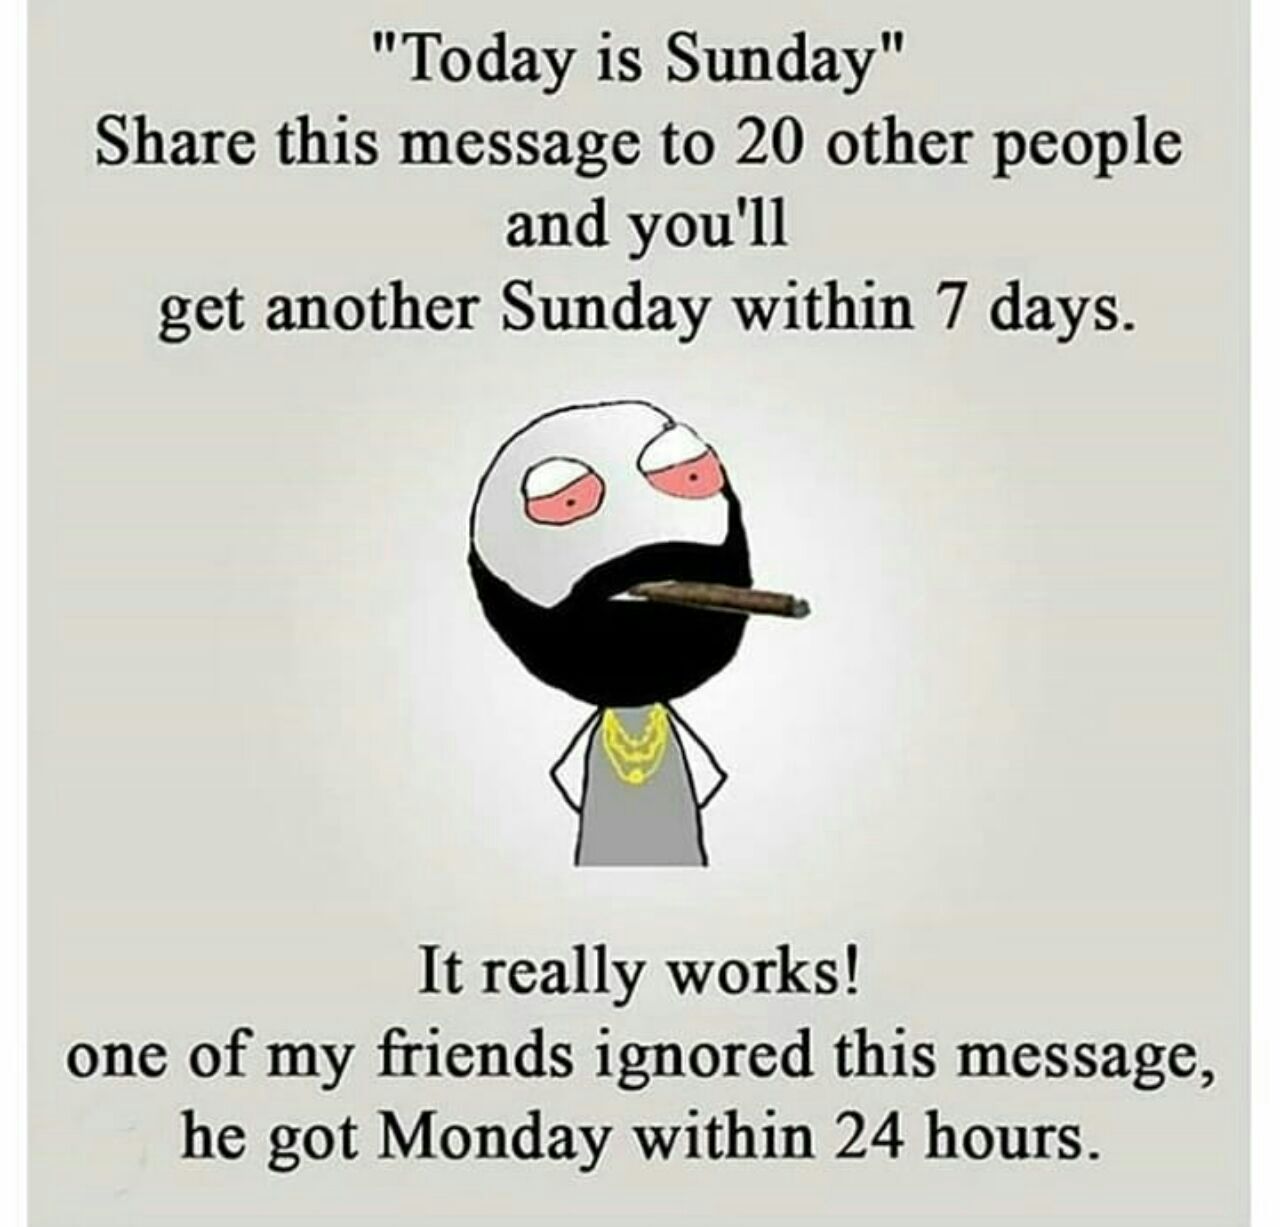 "Today is Sunday"
Share this message to 20 other people
and you'll
get another Sunday within 7 days.
It really works!
one of my friends ignored this message,
he got Monday within 24 hours.